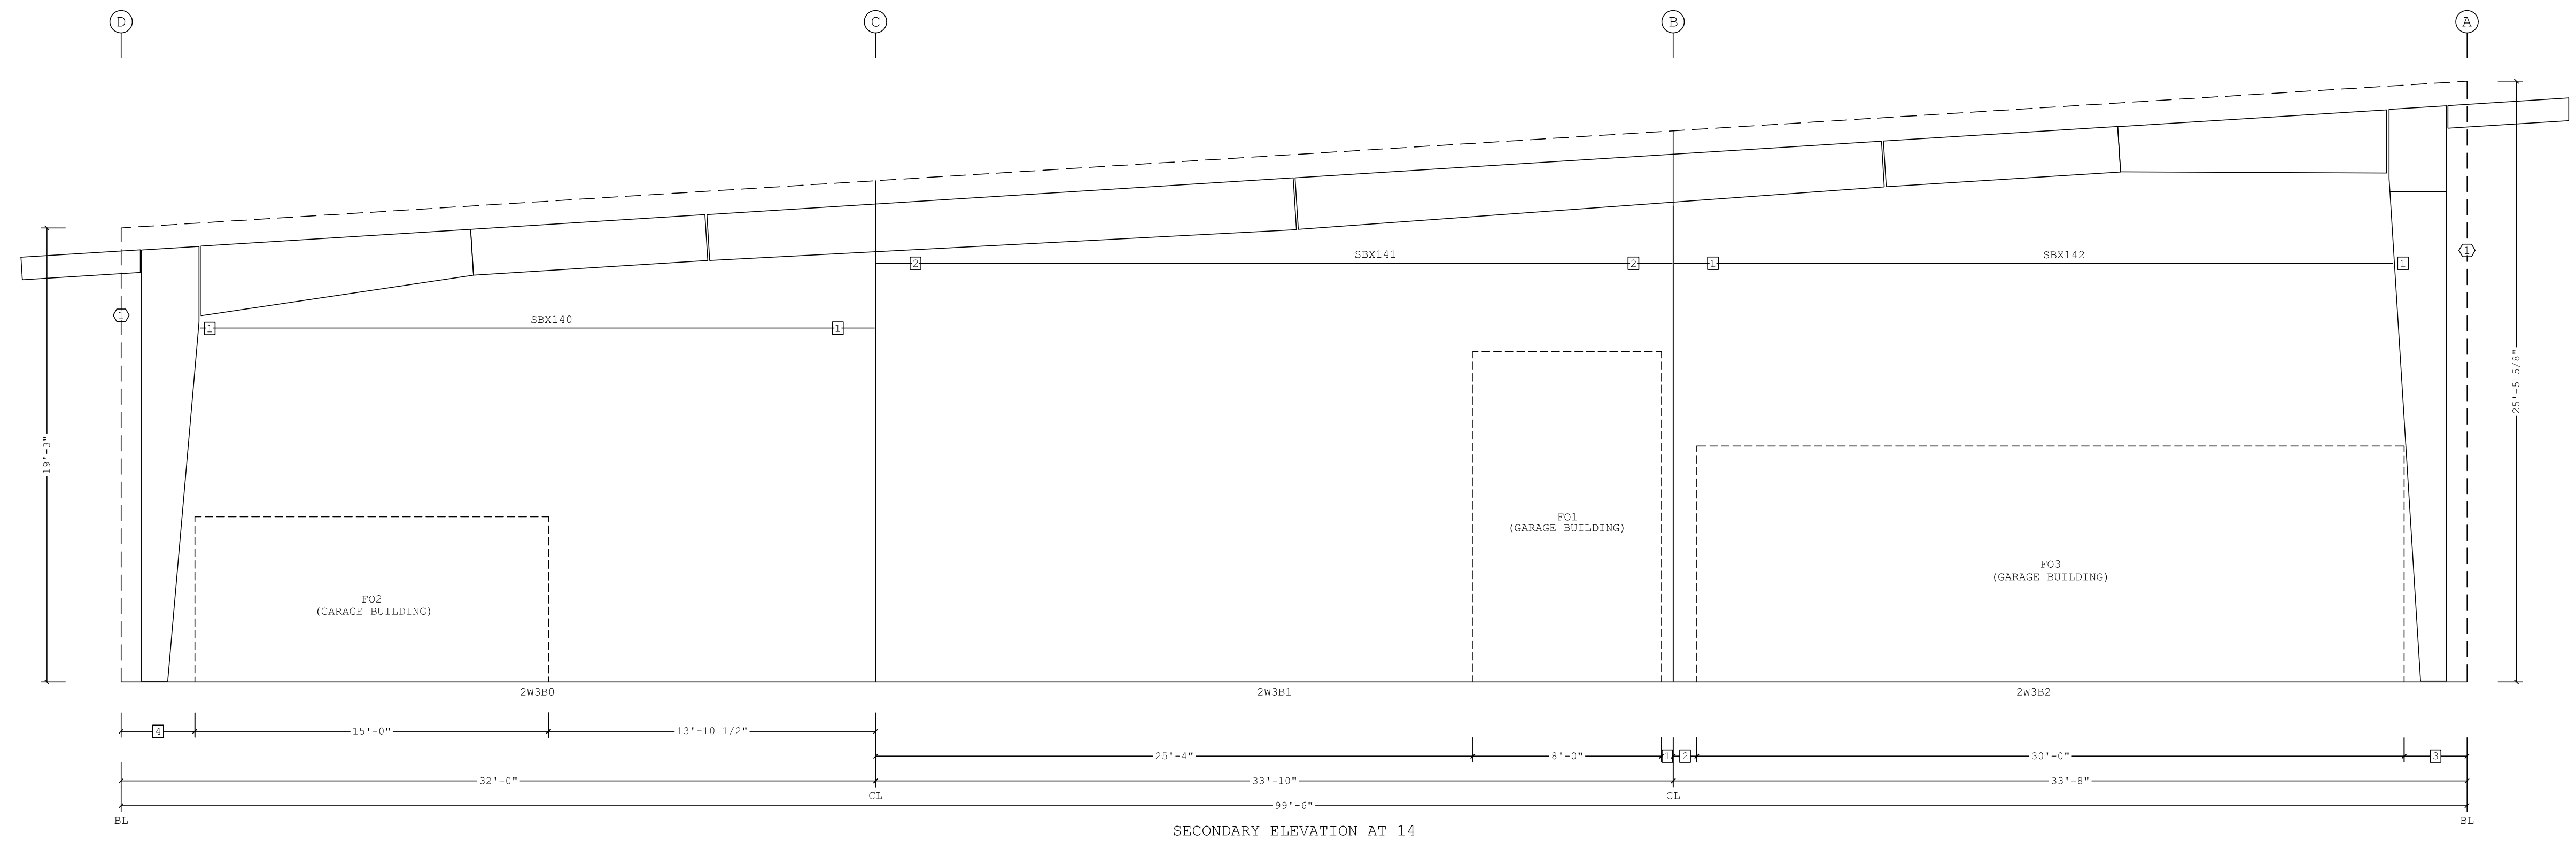 D C B A
1
SBX141
SBX142
2 2 1 1
1
SBX140
1 1
25'-5 5/8"
19'-3"
FO1
(GARAGE BUILDING)
FO3
(GARAGE BUILDING)
FO2
(GARAGE BUILDING)
2W3B0 2W3B1 2W3B2
4 15'-0" 13'-10 1/2"
25'-4" 8'-0" 1 2 30'-0" 3
32'-0" 33'-10" 33'-8"
CL CL
99'-6"
BL BL
SECONDARY ELEVATION AT 14